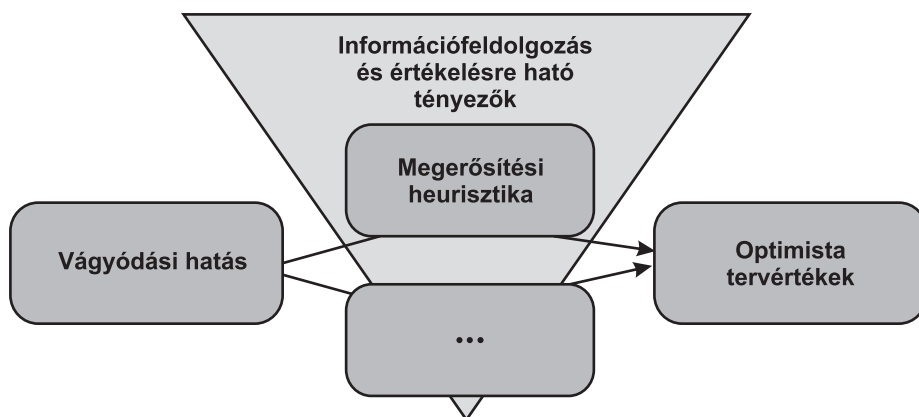 Információfeldolgozás
és értékelésre ható
tényezők
Megerősítési
heurisztika
Vágyódási hatás
Optimista
tervértékek
...